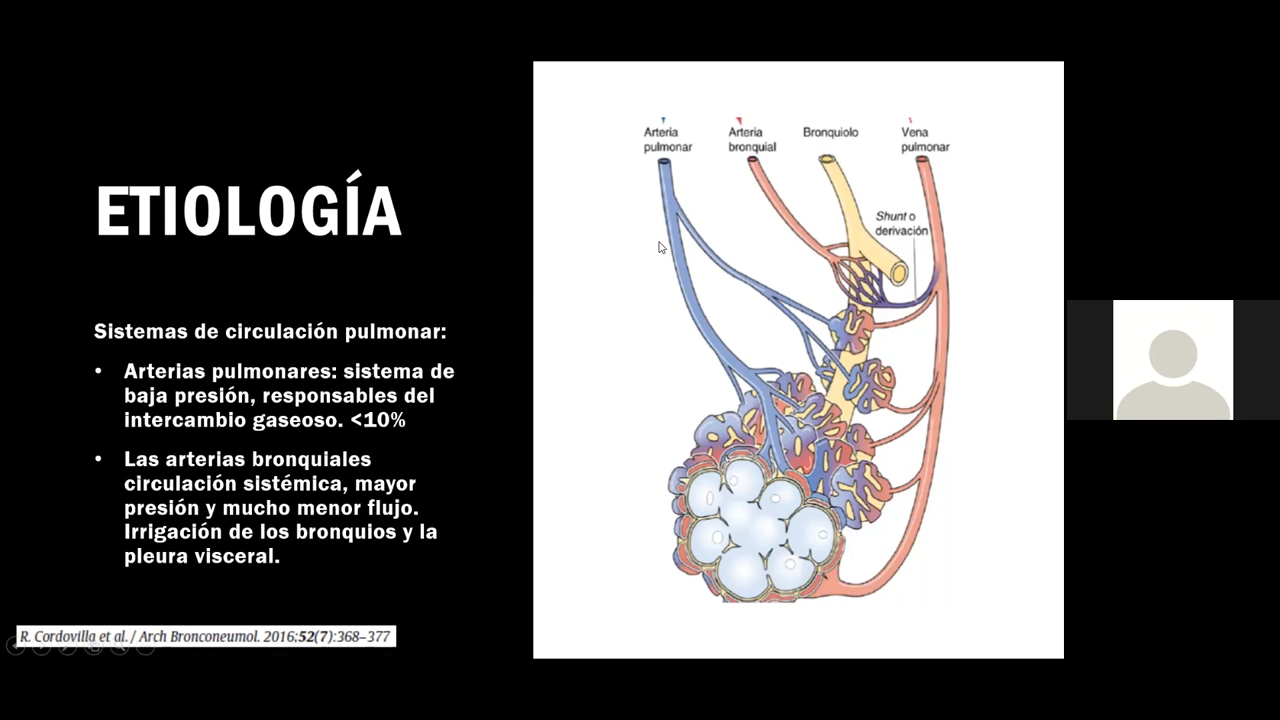 ETIOLOGÍA
Sistemas de circulación pulmonar:
• Arterias pulmonares: sistema de
baja presión, responsables del
intercambio gaseoso. <10%
• Las arterias bronquiales
circulación sistémica, mayor
presión y mucho menor flujo.
Irrigación de los bronquios y la
pleura visceral.
R. Cordovilla et al. / Arch Bronconeumol. 2016;52(7):368–377
Arteria
pulmonar
Arteria
bronquial
Bronquiolo
Vena
pulmonar
Shunt o
derivación